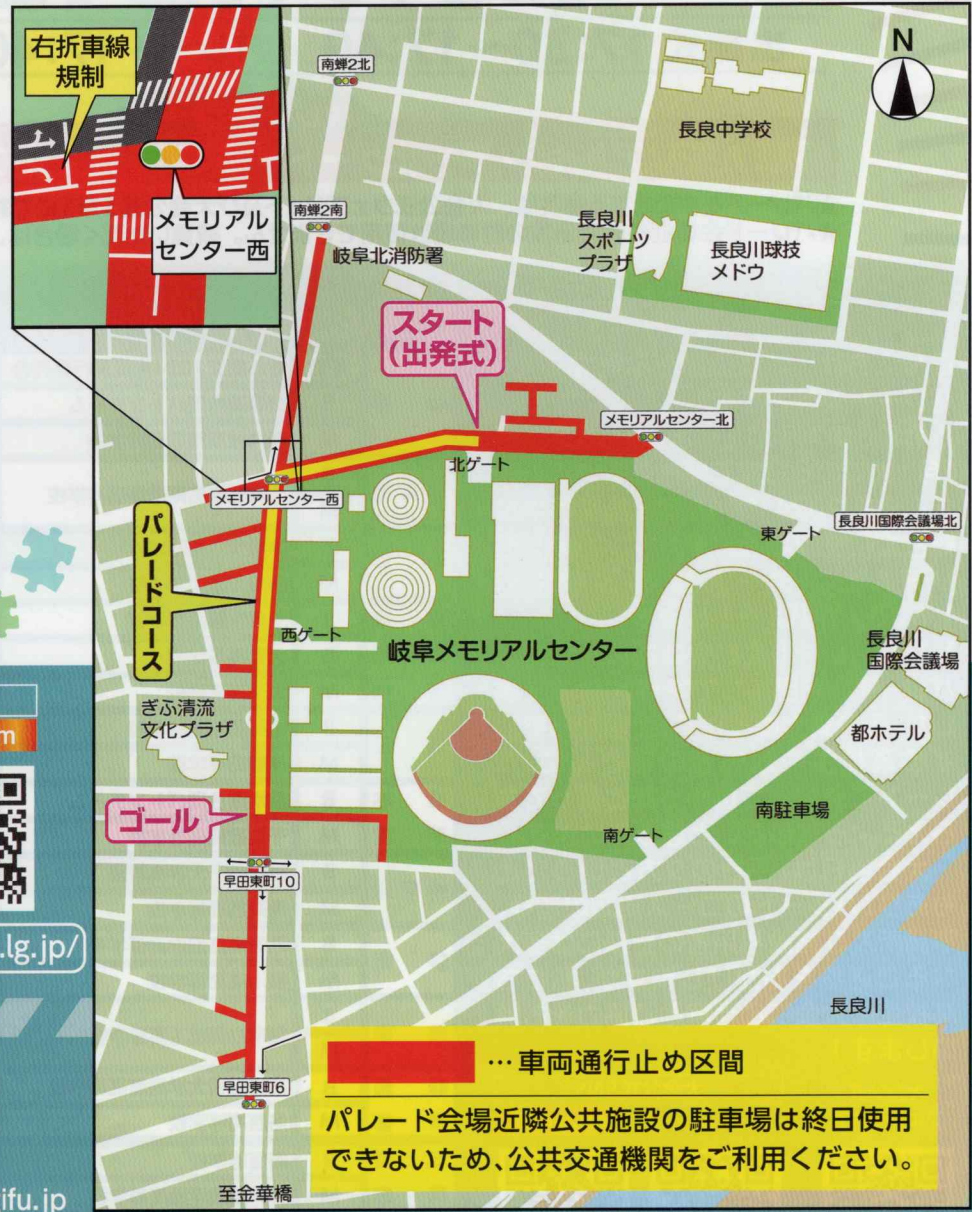 右折車線
規制
メモリアル
センター西
南蝉2北
N
長良中学校
南蝉2南
岐阜北消防署
長良川
スポーツ
プラザ
長良川球技
メドウ
スタート
(出発式)
メモリアルセンター北
北ゲート
メモリアルセンター西
長良川国際会議場北
東ゲート
パレードコース
西ゲート
岐阜メモリアルセンター
長良川
国際会議場
都ホテル
ぎふ清流
文化プラザ
m
ゴール
南駐車場
南ゲート
早田東町10
.lg.jp/
長良川
…車両通行止め区間
早田東町6
パレード会場近隣公共施設の駐車場は終日使用
できないため、公共交通機関をご利用ください。
至金華橋
ifu.jp